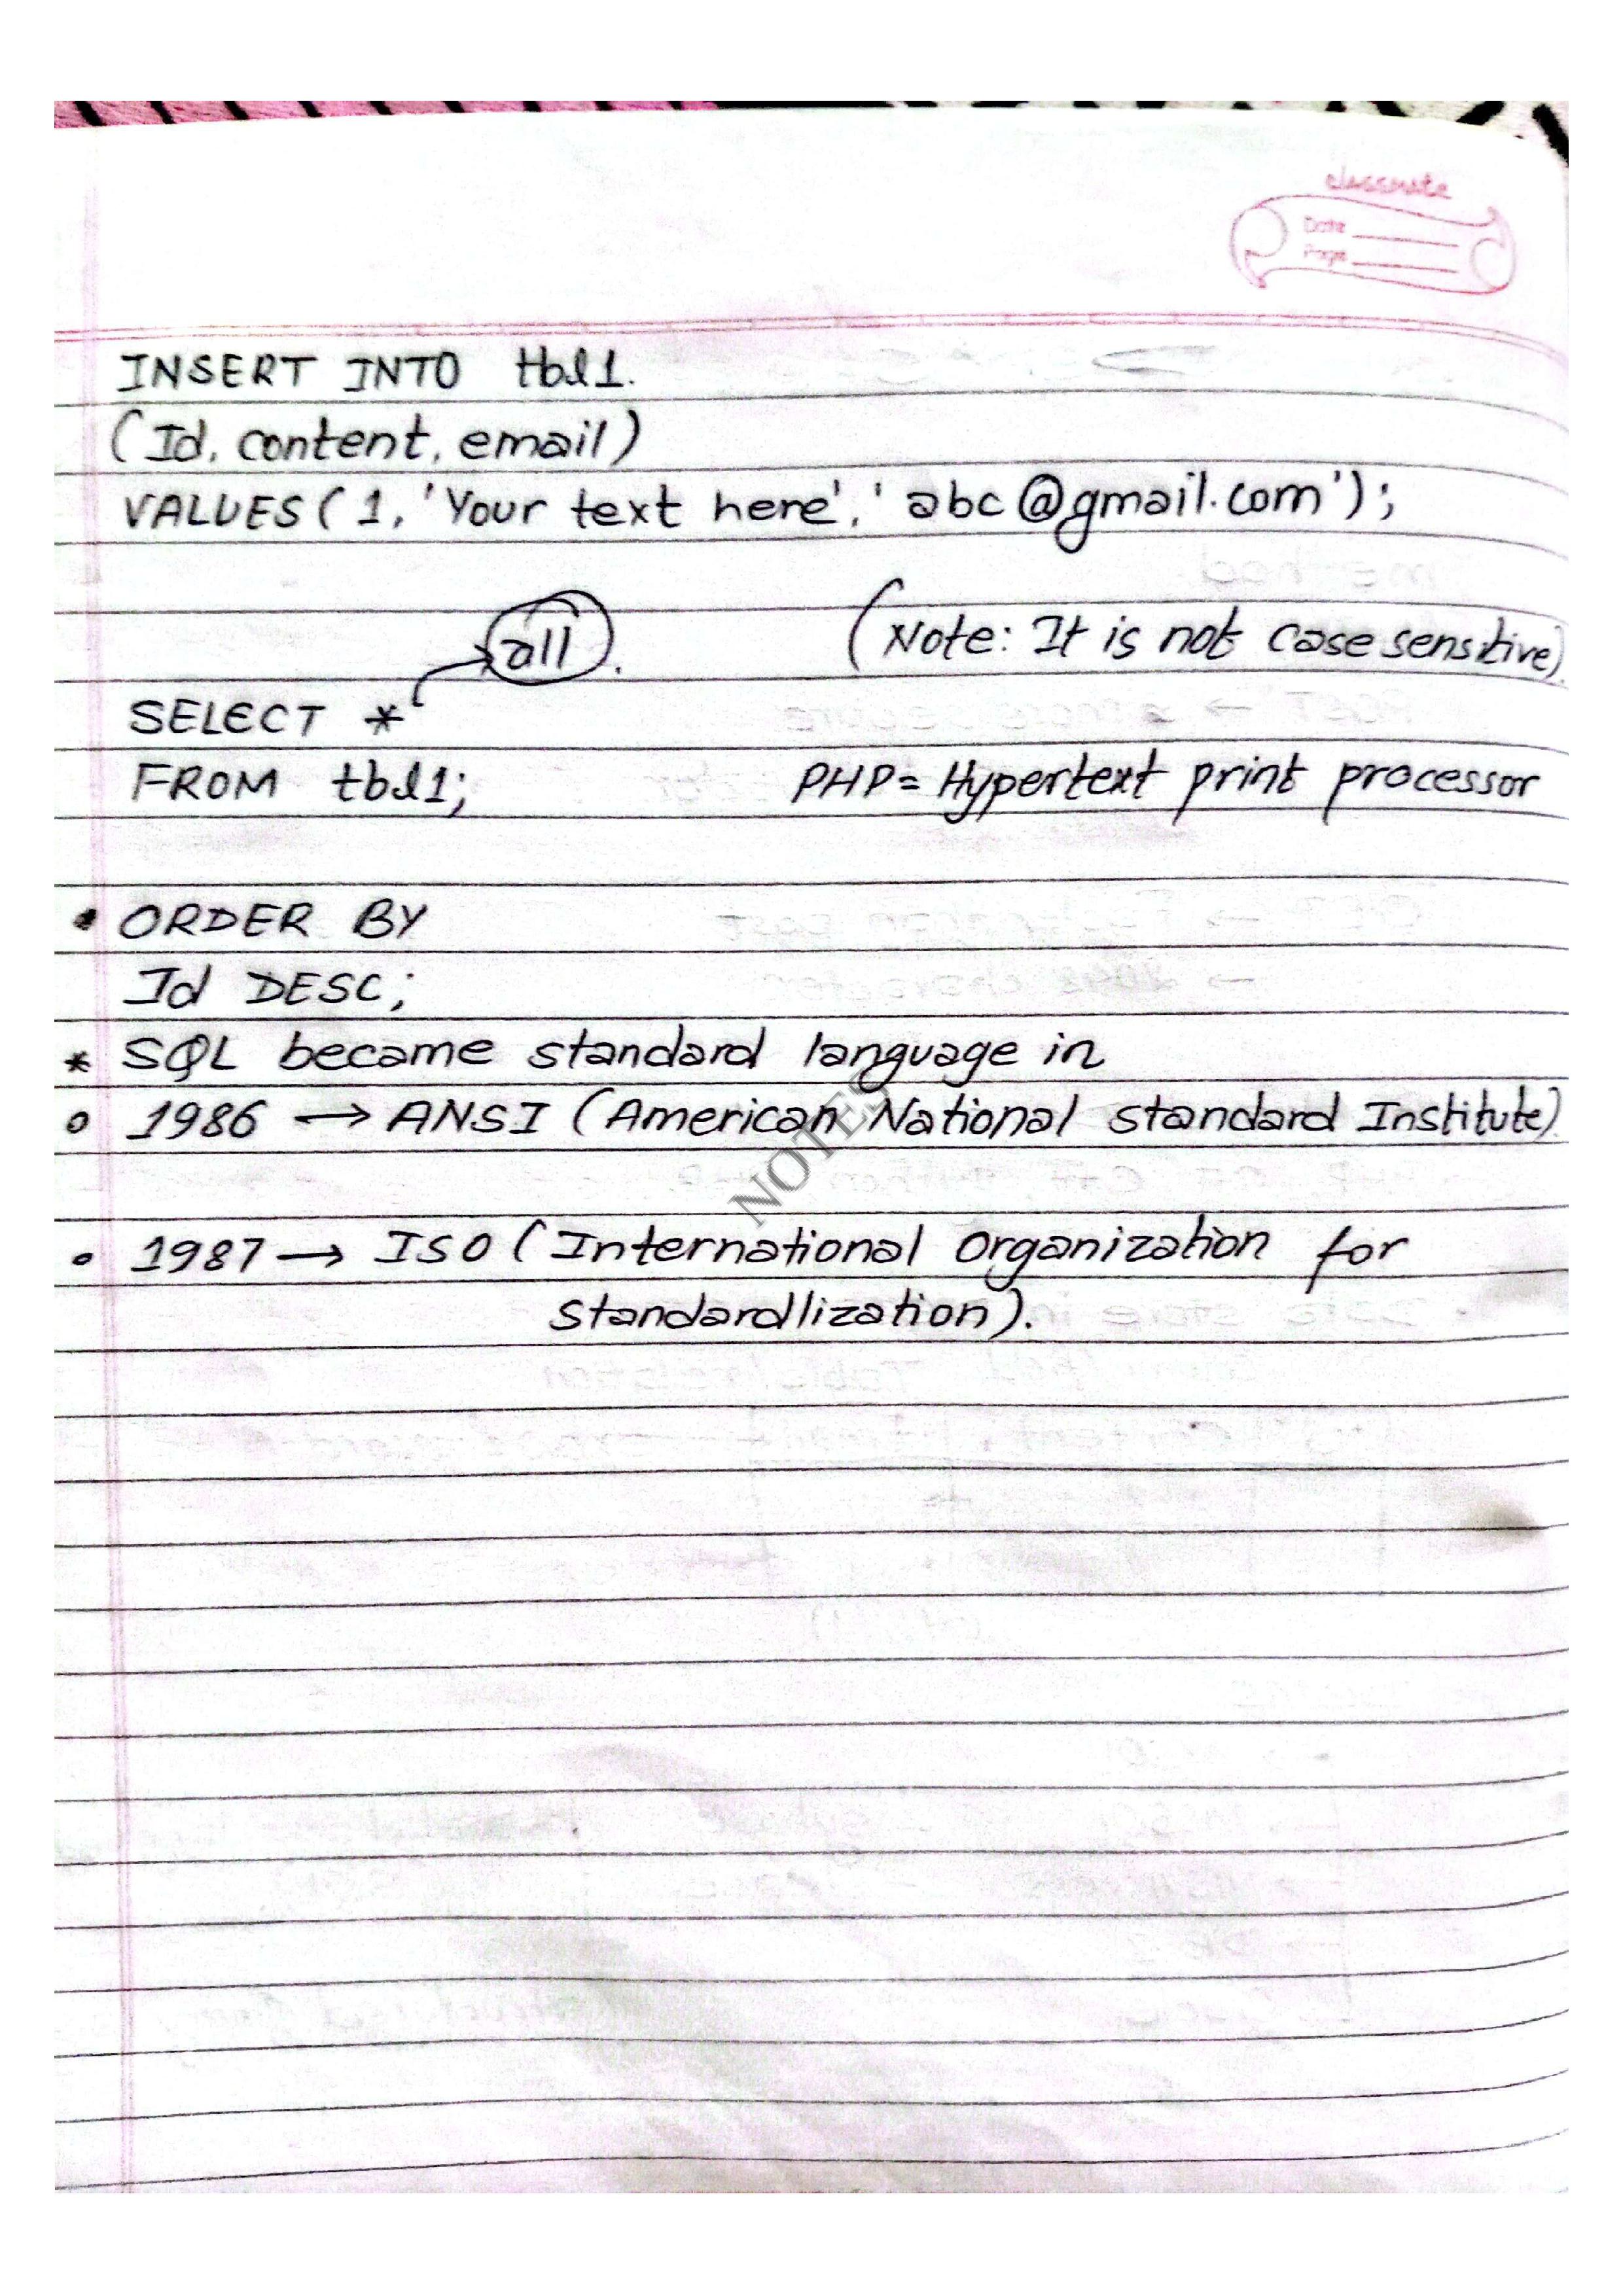 classmate
Date
Page
INSERT INTO tbl1.
(Id, content, email)
VALUES ( 1, 'Your text here', 'abc@gmail.com');
all.
(Note: It is not case sensitive)
SELECT *
FROM tbl1;
PHP = Hypertext print processor
* ORDER BY
Id DESC;
* SQL became standard language in
o 1986 → ANSI (American National standard Institute)
NOTES
o 1987 → ISO (International Organization for
standardlization).